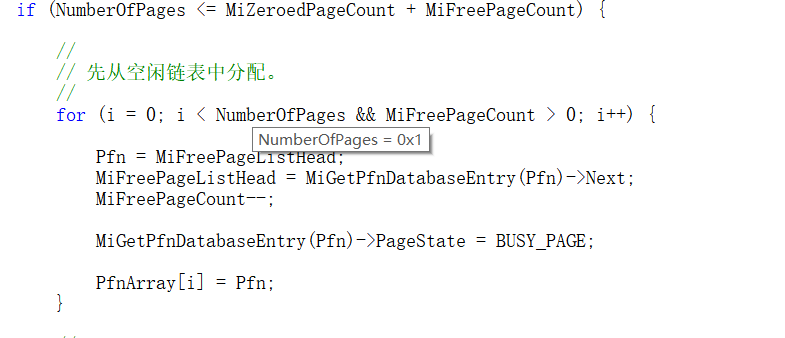 if (NumberOfPages <= MiZeroedPageCount + MiFreePageCount) {
//
// 先从空闲链表中分配。
//
for (i = 0; i < NumberOfPages && MiFreePageCount > 0; i++) {
NumberOfPages = 0x1
Pfn = MiFreePageListHead;
MiFreePageListHead = MiGetPfnDatabaseEntry(Pfn)->Next;
MiFreePageCount--;
MiGetPfnDatabaseEntry(Pfn)->PageState = BUSY_PAGE;
PfnArray[i] = Pfn;
}